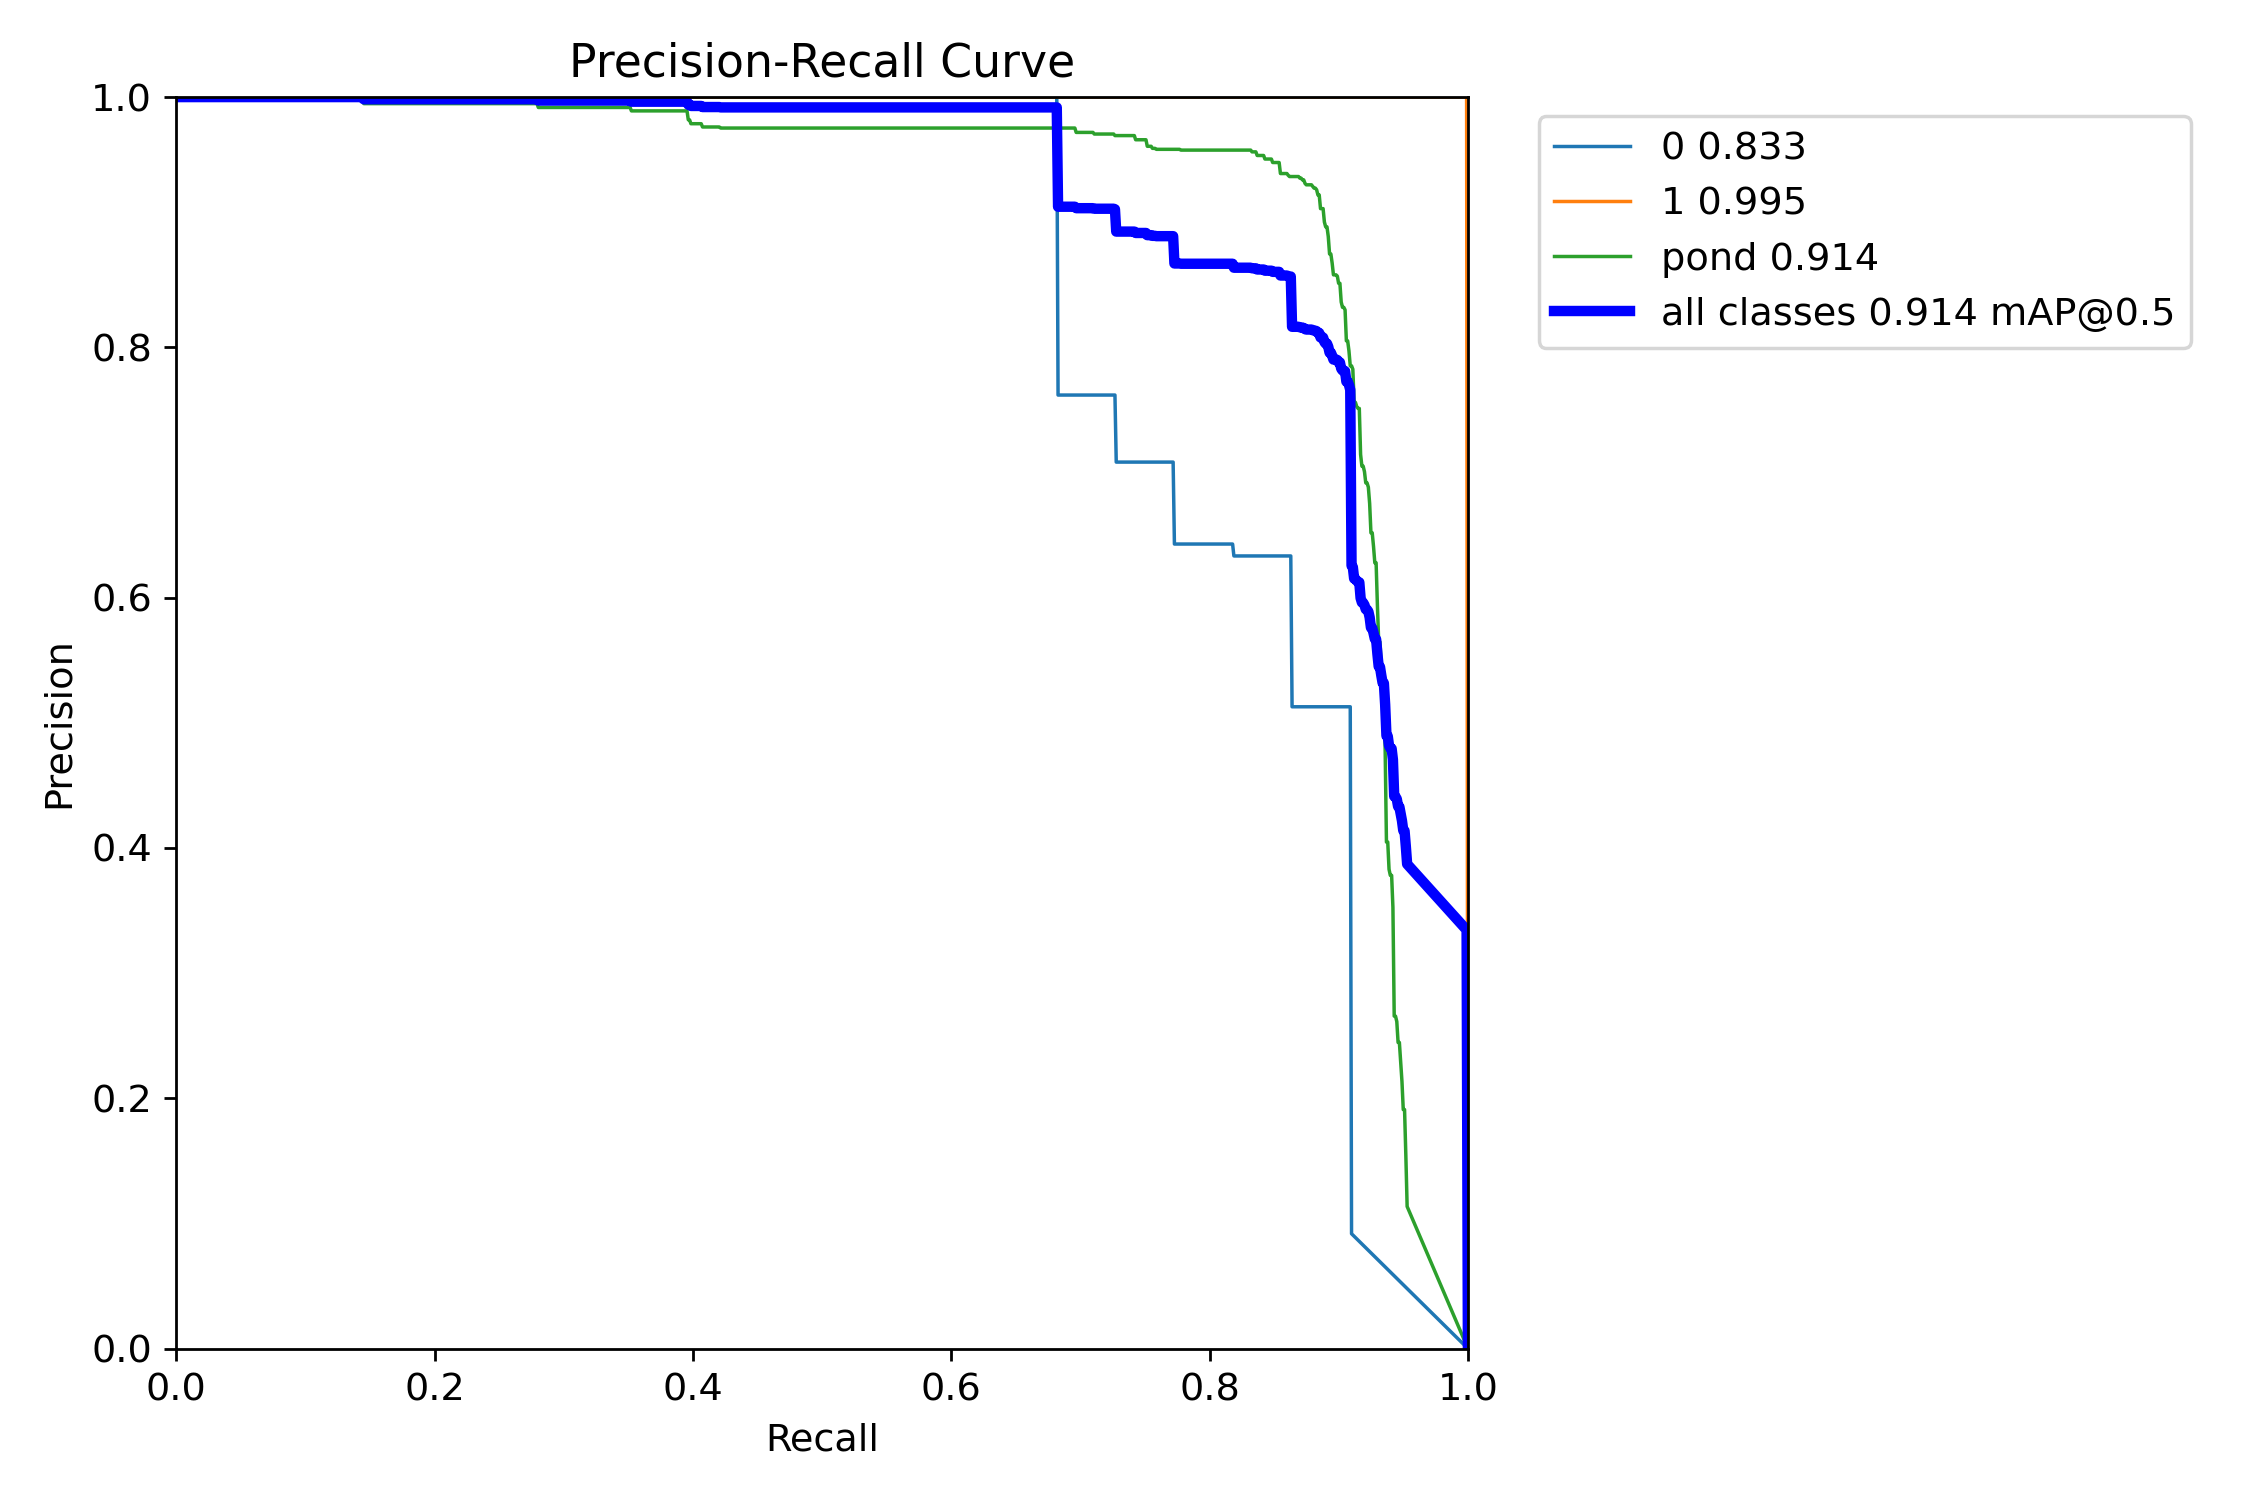 Precision-Recall Curve
1.0
0.8
0.6
0.4
0.2
0.0
Precision
0.0 0.2 0.4 0.6 0.8 1.0
Recall
0 0.833
1 0.995
pond 0.914
all classes 0.914 mAP@0.5